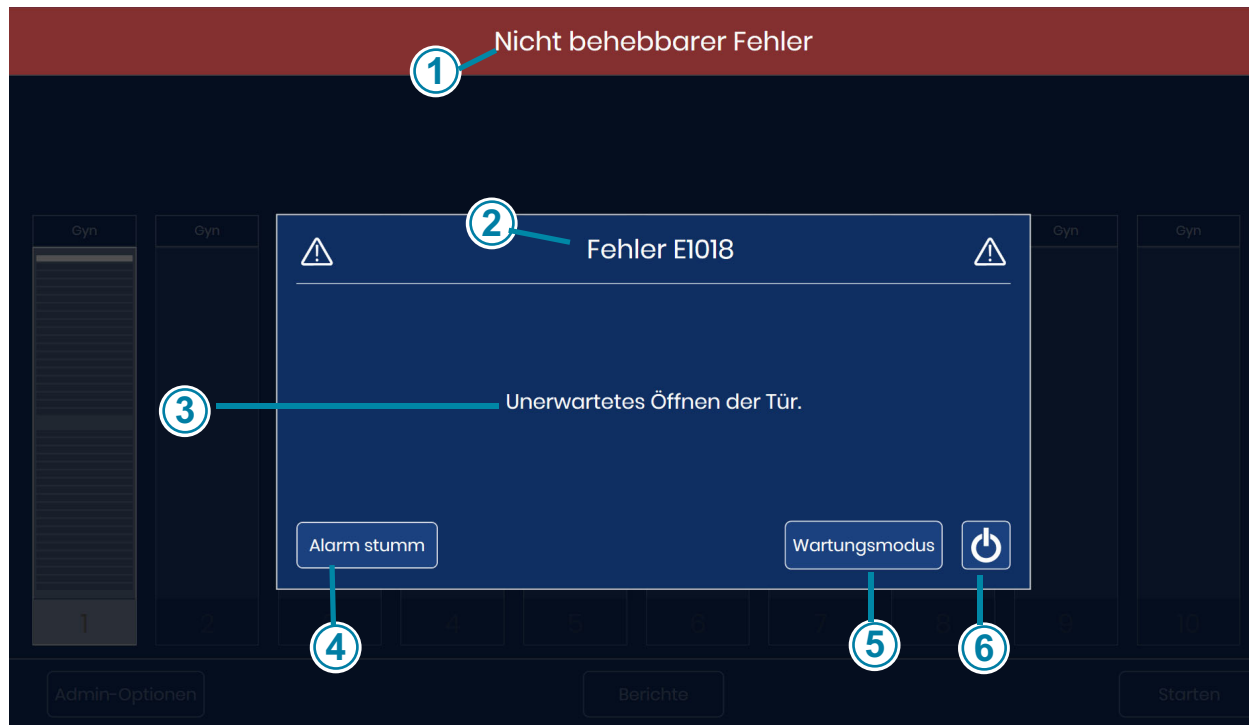 Nicht behebbarer Fehler
1
2
Gyn
Gyn
Fehler E1018
Gyn
Gyn
3
Unerwartetes Öffnen der Tür.
Alarm stumm
Wartungsmodus
1
2
4
5
6
7
8
9
10
4
5
6
Admin-Optionen
Berichte
Starten